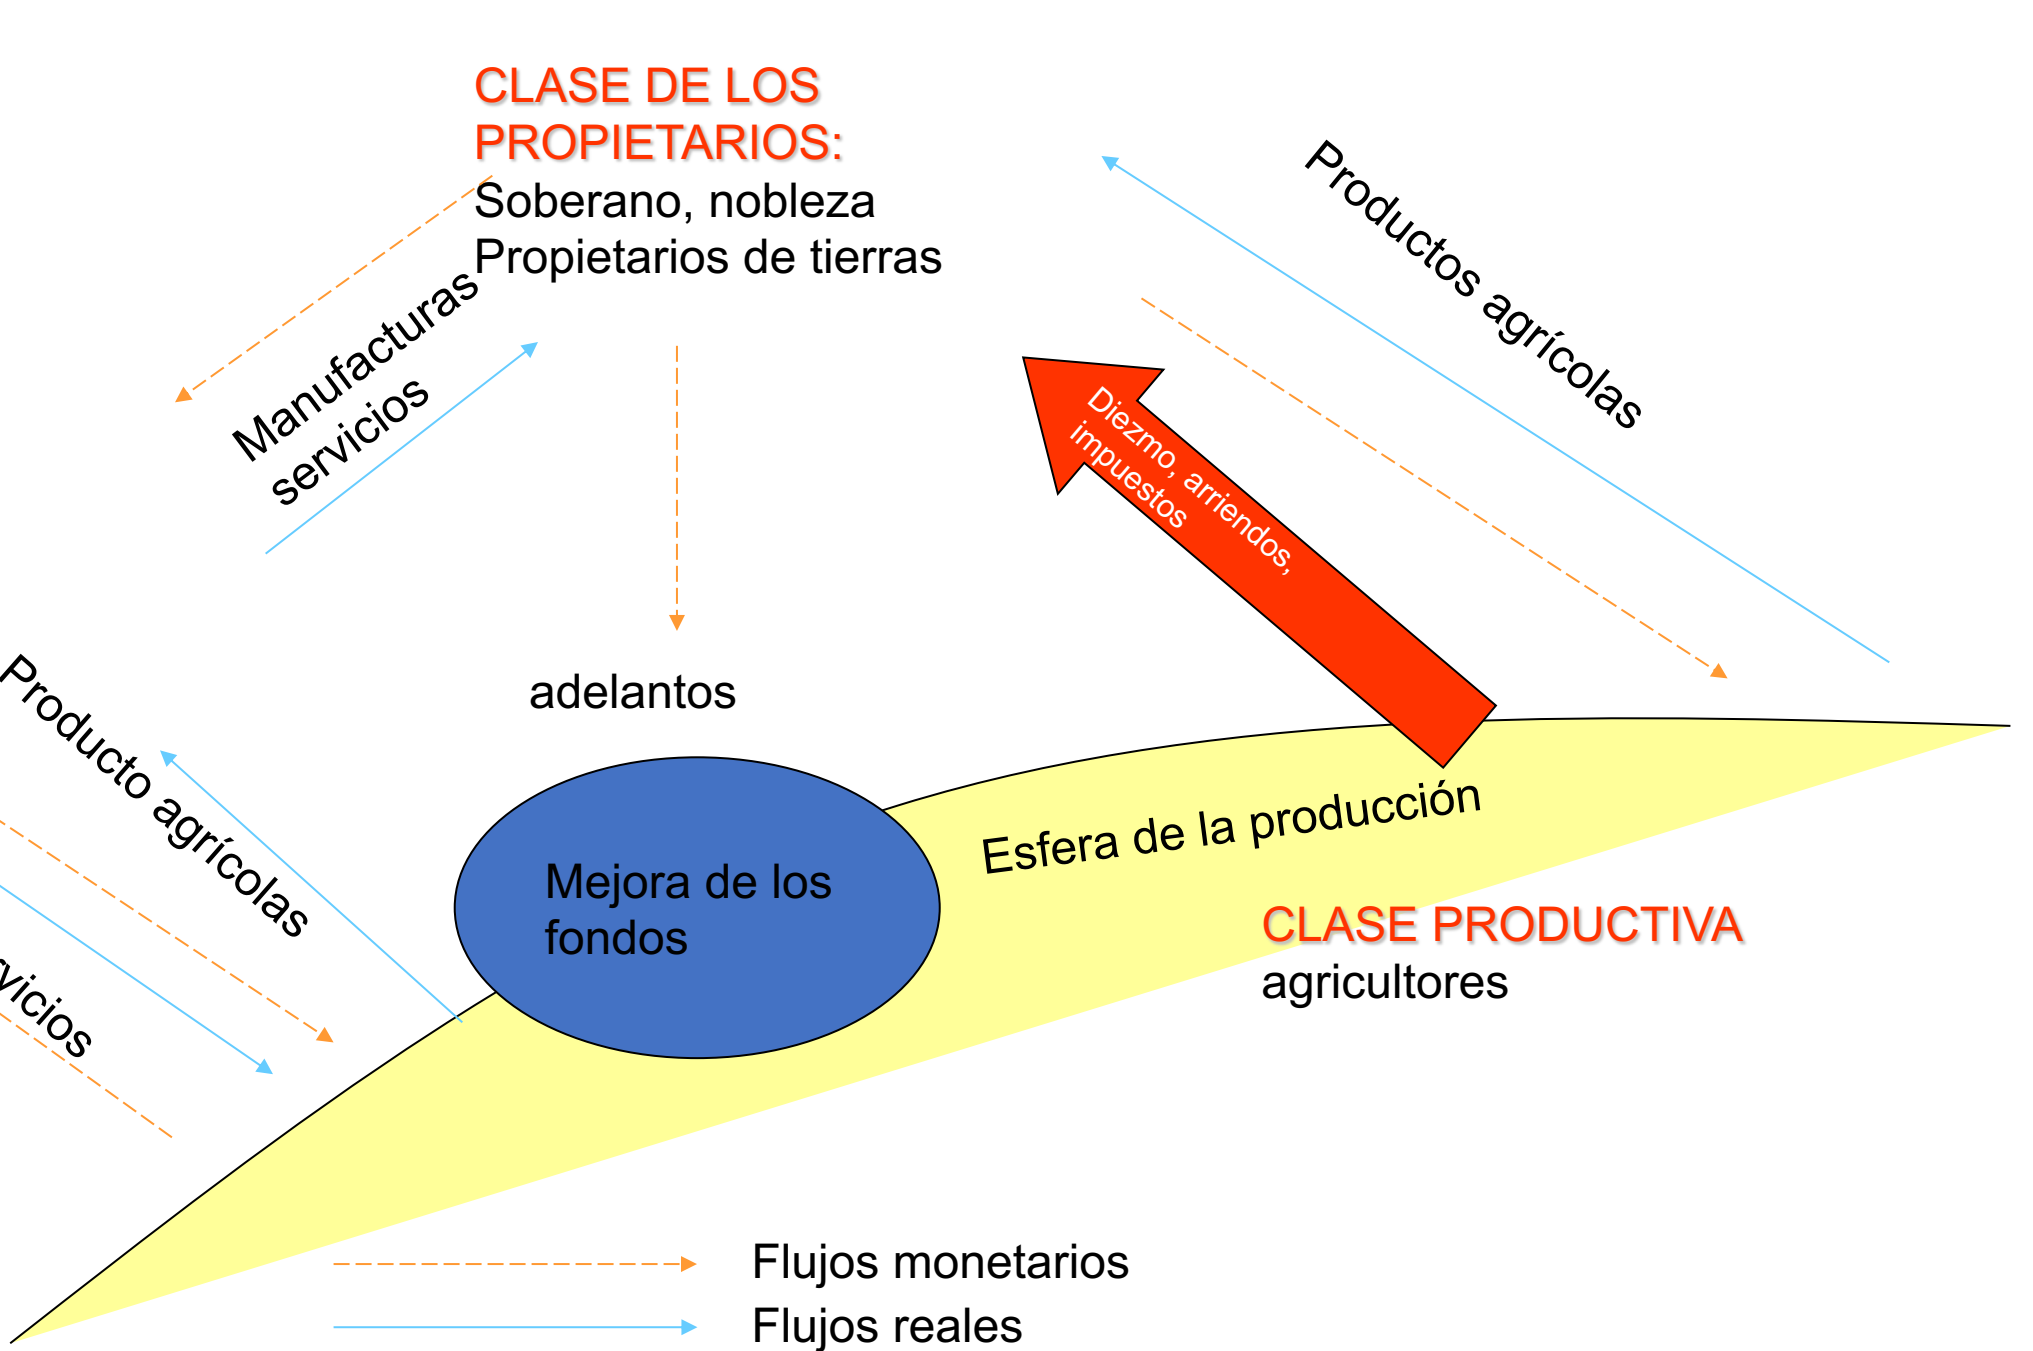 CLASE DE LOS
PROPIETARIOS:
Soberano, nobleza
Propietarios de tierras
Productos agrícolas
Manufacturas
servicios
Diezmo, arriendos,
impuestos
adelantos
Producto agrícolas
Mejora de los
fondos
Esfera de la producción
CLASE PRODUCTIVA
agricultores
Flujos monetarios
Flujos reales